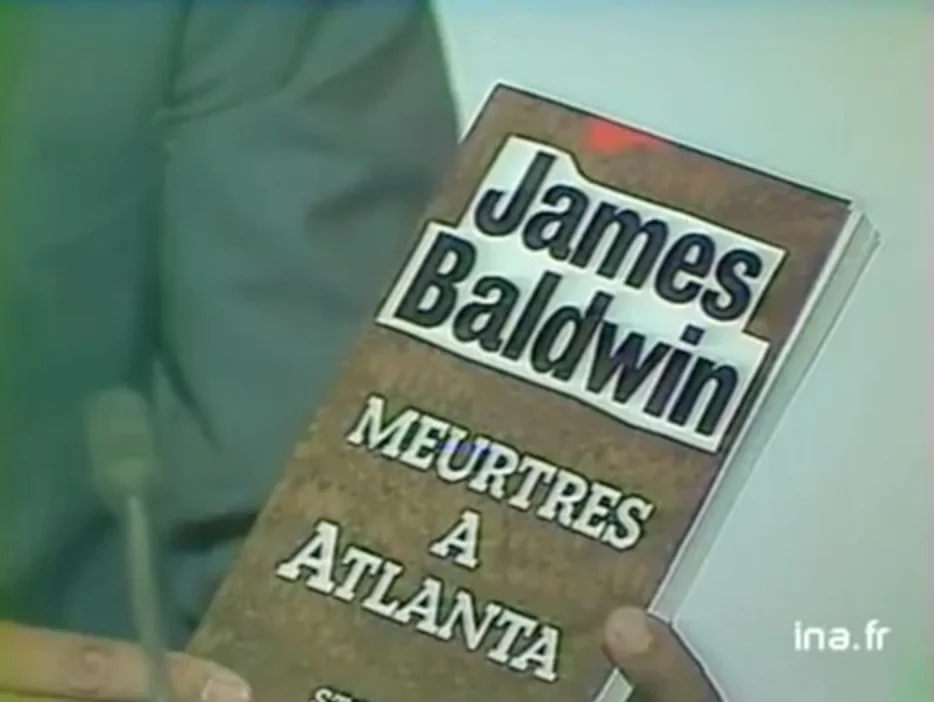 James
Baldwin
MEURTRES
A
ATLANTA
ina.fr